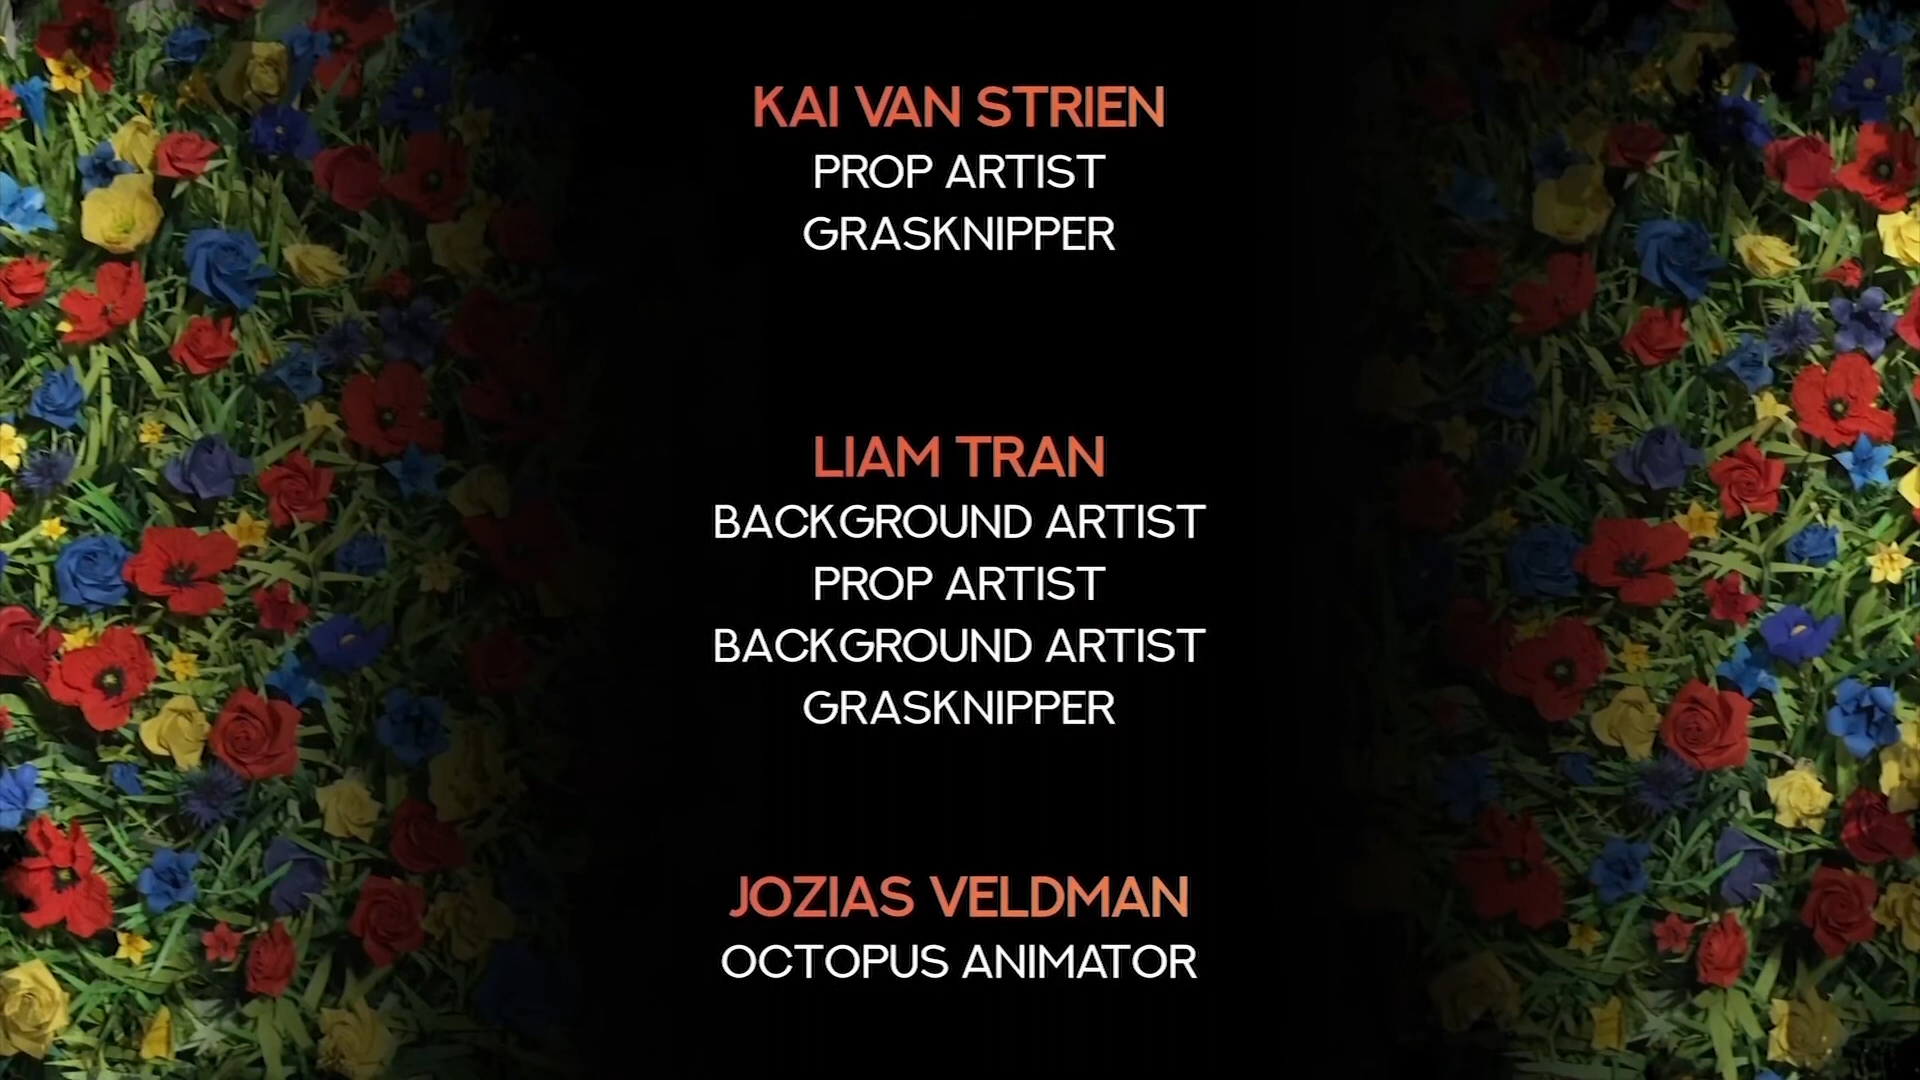 KAI VAN STRIEN
PROP ARTIST
GRASKNIPPER
LIAM TRAN
BACKGROUND ARTIST
PROP ARTIST
BACKGROUND ARTIST
GRASKNIPPER
JOZIAS VELDMAN
OCTOPUS ANIMATOR